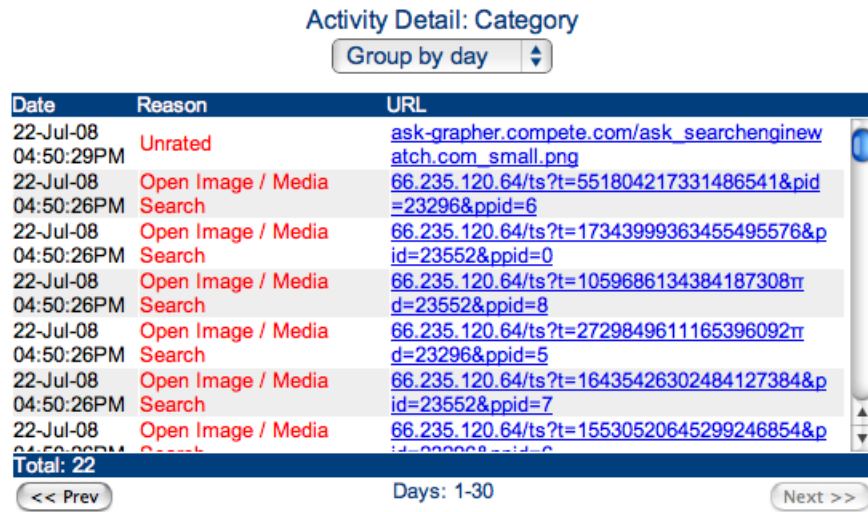 Activity Detail: Category
Group by day
Date Reason URL
22-Jul-08 ask-grapher.compete.com/ask_searchenginew
04:50:29PM Unrated atch.com_small.png
22-Jul-08 Open Image / Media 66.235.120.64/ts?t=551804217331486541&pid
04:50:26PM Search =23296&ppid=6
22-Jul-08 Open Image / Media 66.235.120.64/ts?t=1734399936345549557​6&p
04:50:26PM Search id=23552&ppid=0
22-Jul-08 Open Image / Media 66.235.120.64/ts?t=1059686134384187308π
04:50:26PM Search d=23552&ppid=8
22-Jul-08 Open Image / Media 66.235.120.64/ts?t=2729849611165396092π
04:50:26PM Search d=23296&ppid=5
22-Jul-08 Open Image / Media 66.235.120.64/ts?t=164354263024841273​84&p
04:50:26PM Search id=23552&ppid=7
22-Jul-08 Open Image / Media 66.235.120.64/ts?t=15530520645299246854&p
Total: 22
<< Prev Days: 1-30 Next >>